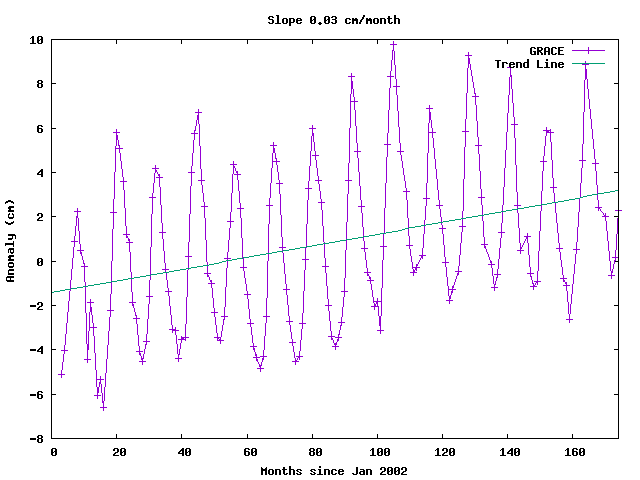 Slope 0.03 cm/month
10
8
6
4
2
0
-2
-4
-6
-8
Anomaly (cm)
GRACE
Trend Line
0 20 40 60 80 100 120 140 160
Months since Jan 2002